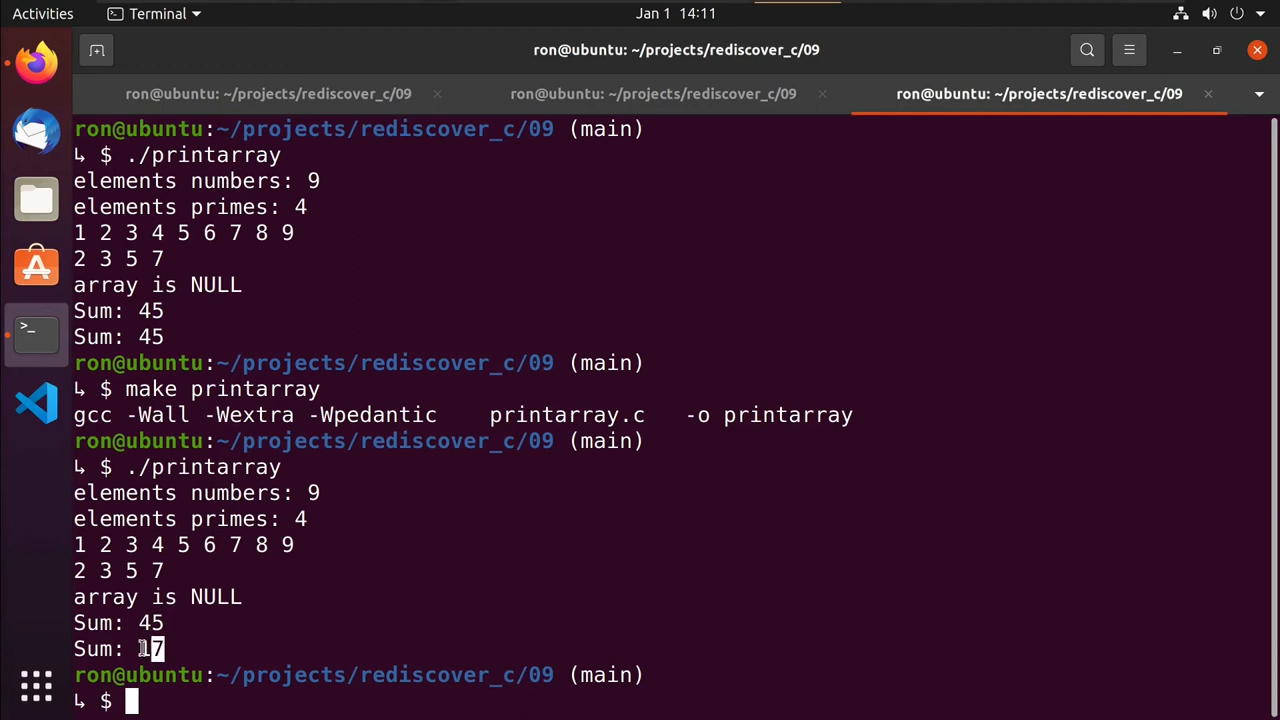 Activities
Terminal
Jan 1 14:11
ron@ubuntu: ~/projects/rediscover_c/09
ron@ubuntu: ~/projects/rediscover_c/09
ron@ubuntu: ~/projects/rediscover_c/09
ron@ubuntu: ~/projects/rediscover_c/09
ron@ubuntu:~/projects/rediscover_c/09 (main)
↳ $ ./printarray
elements numbers: 9
elements primes: 4
1 2 3 4 5 6 7 8 9
2 3 5 7
array is NULL
Sum: 45
Sum: 45
ron@ubuntu:~/projects/rediscover_c/09 (main)
↳ $ make printarray
gcc -Wall -Wextra -Wpedantic    printarray.c   -o printarray
ron@ubuntu:~/projects/rediscover_c/09 (main)
↳ $ ./printarray
elements numbers: 9
elements primes: 4
1 2 3 4 5 6 7 8 9
2 3 5 7
array is NULL
Sum: 45
Sum: 17
ron@ubuntu:~/projects/rediscover_c/09 (main)
↳ $